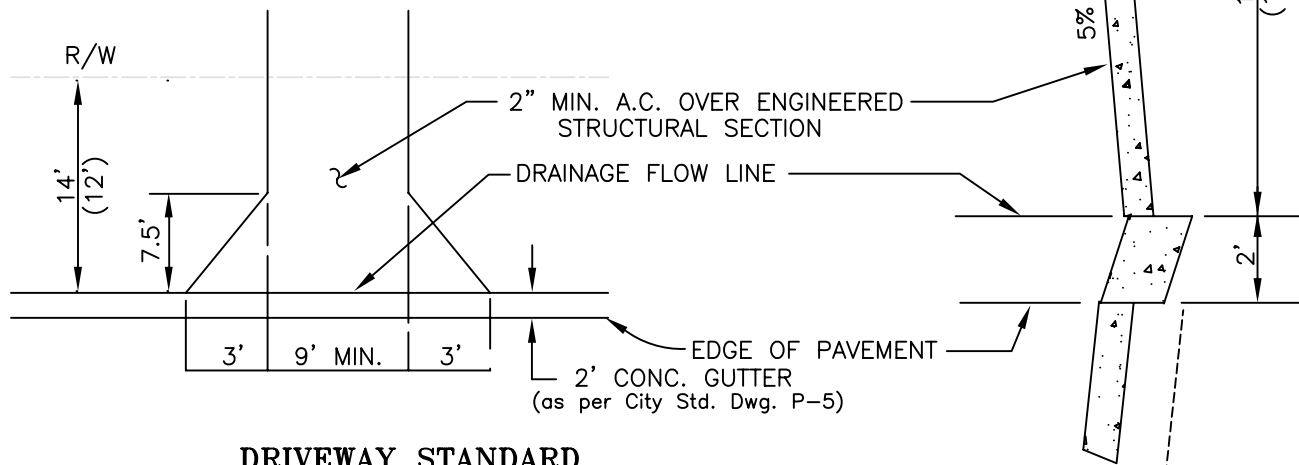 R/W
5%
2” MIN. A.C. OVER ENGINEERED
STRUCTURAL SECTION
14'
(12')
DRAINAGE FLOW LINE
7.5'
2'
3'
9' MIN.
3'
EDGE OF PAVEMENT
2' CONC. GUTTER
(as per City Std. Dwg. P-5)
DRIVEWAY STANDARD